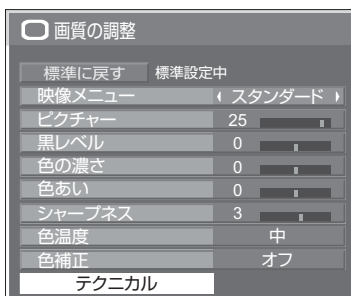 画質の調整
標準に戻す 標準設定中
映像メニュー スタンダード
ピクチャー 25
黒レベル 0
色の濃さ 0
色あい 0
シャープネス 3
色温度 中
色補正 オフ
テクニカル